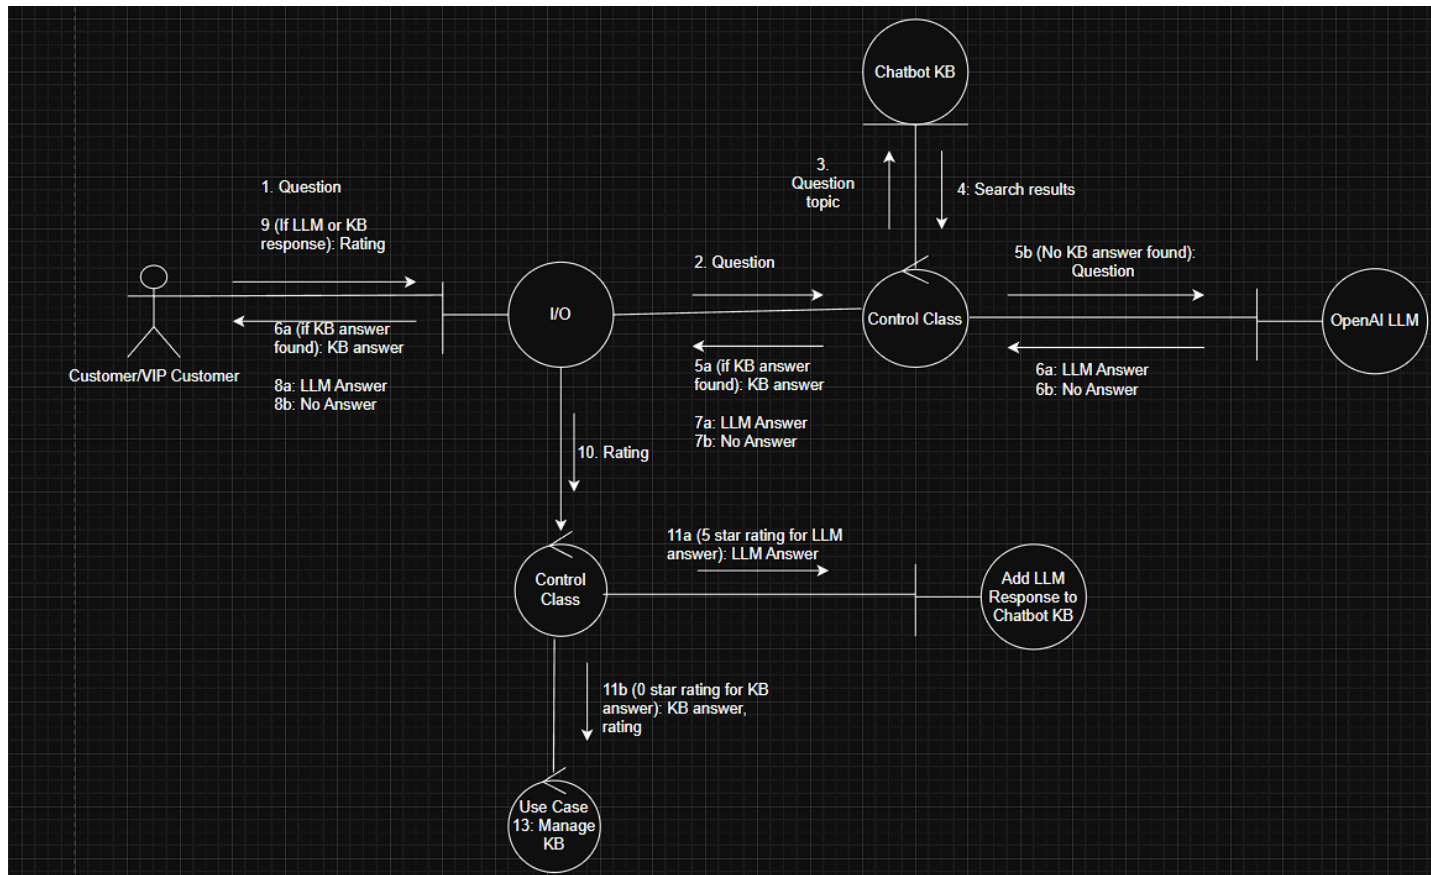 Chatbot KB
3.
Question
topic
4: Search results
1. Question
9 (If LLM or KB
response): Rating
2. Question
5b (No KB answer found):
Question
I/O
Control Class
OpenAI LLM
6a (if KB answer
found): KB answer
8a: LLM Answer
8b: No Answer
Customer/VIP Customer
5a (if KB answer
found): KB answer
7a: LLM Answer
7b: No Answer
6a: LLM Answer
6b: No Answer
10. Rating
11a (5 star rating for LLM
answer): LLM Answer
Control
Class
Add LLM
Response to
Chatbot KB
11b (0 star rating for KB
answer): KB answer,
rating
Use Case
13: Manage
KB